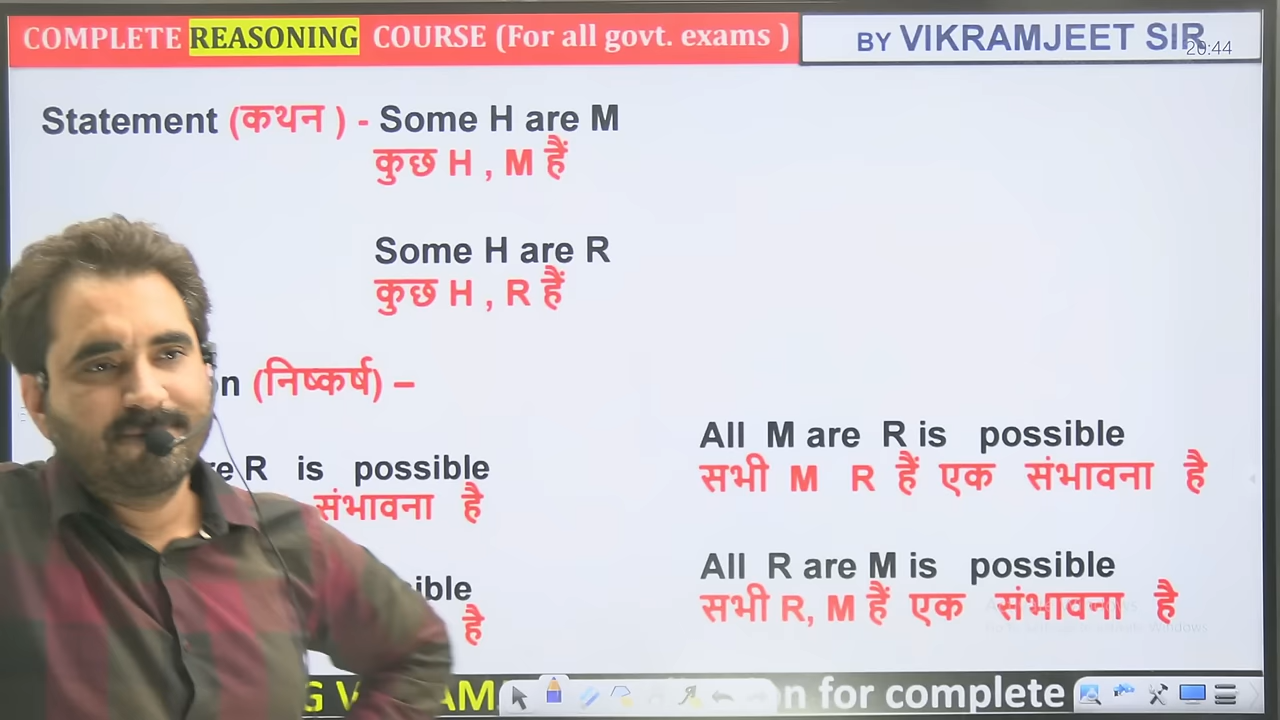 COMPLETE REASONING COURSE (For all govt. exams )
BY VIKRAMJEET SIR
20:44
Statement (कथन ) - Some H are M
कुछ H , M हैं
Some H are R
कुछ H , R हैं
(निष्कर्ष) –
R is possible
संभावना है
है
All M are R is possible
सभी M R हैं एक संभावना है
All R are M is possible
सभी R, M हैं एक संभावना है
for complete